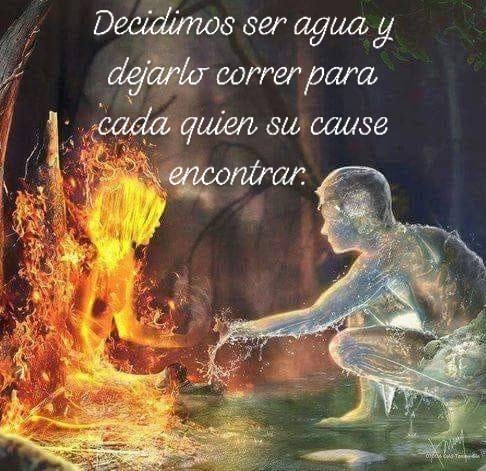 Decidimos ser agua y
dejarlo correr para
cada quien su cause
encontrar.